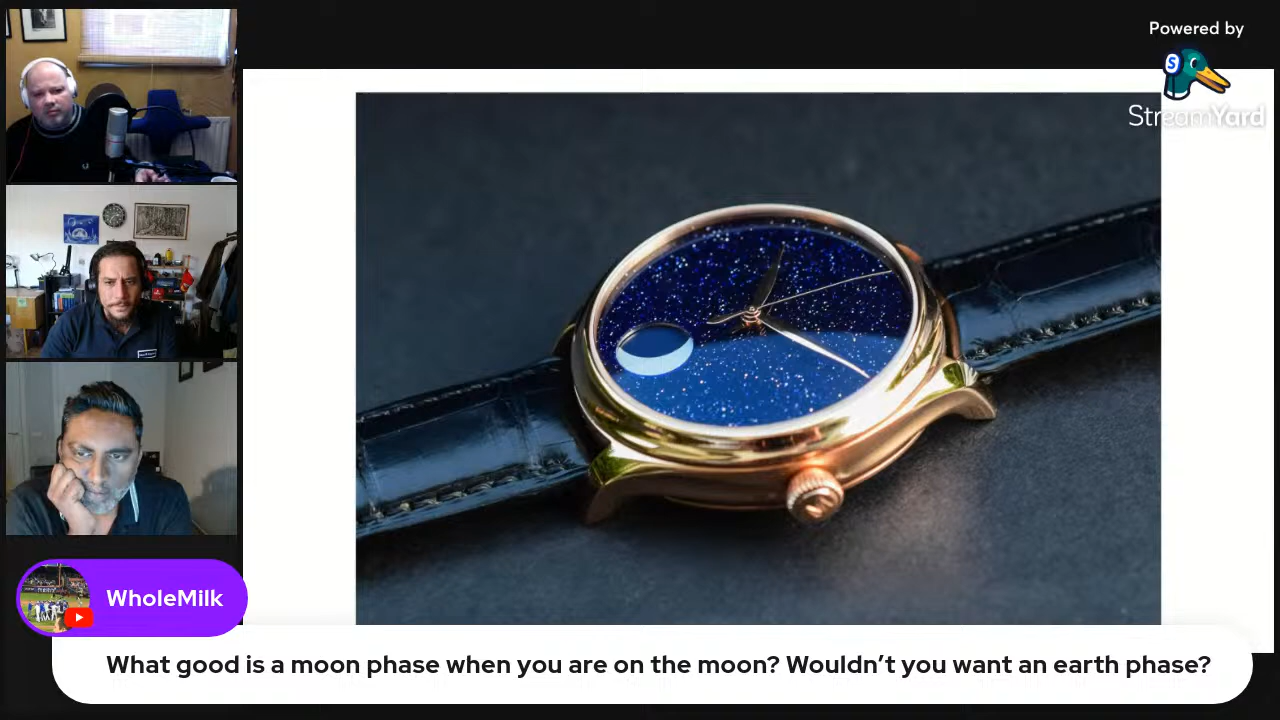 Powered by
StreamYard
WholeMilk
What good is a moon phase when you are on the moon? Wouldn’t you want an earth phase?